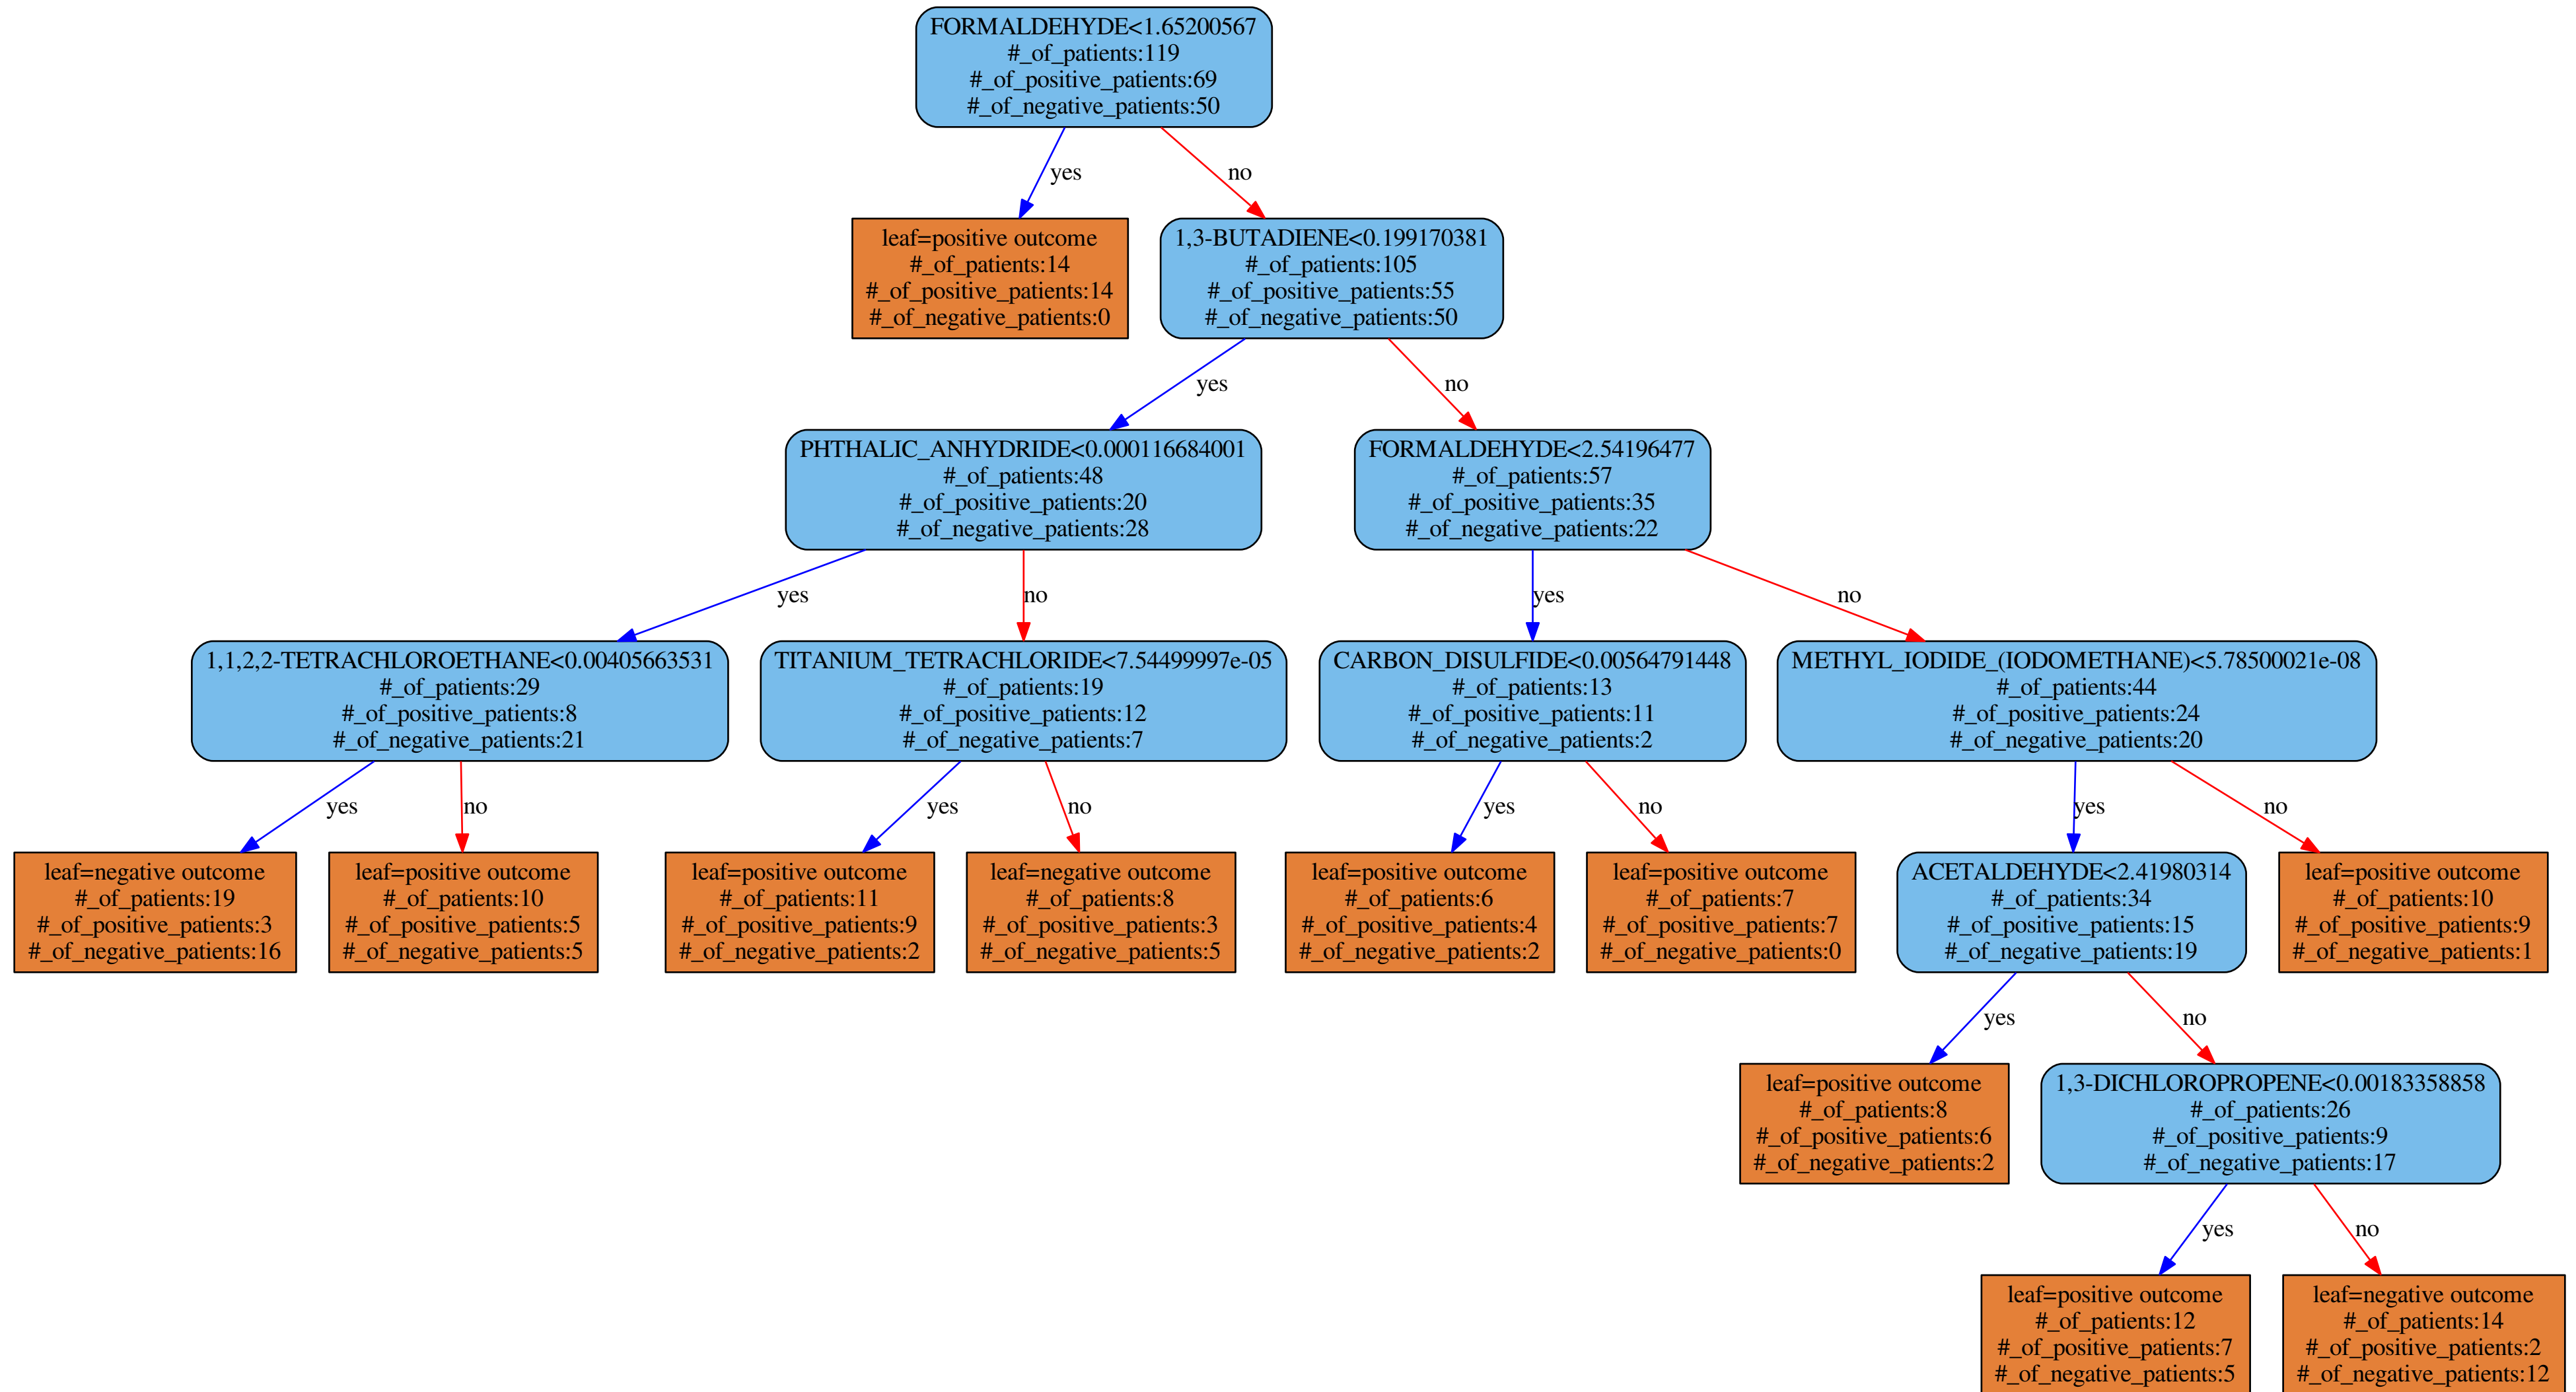 FORMALDEHYDE<1.65200567
#_of_patients:119
#_of_positive_patients:69
#_of_negative_patients:50
yes
no
leaf=positive outcome
#_of_patients:14
#_of_positive_patients:14
#_of_negative_patients:0
1,3-BUTADIENE<0.199170381
#_of_patients:105
#_of_positive_patients:55
#_of_negative_patients:50
yes
no
PHTHALIC_ANHYDRIDE<0.000116684001
#_of_patients:48
#_of_positive_patients:20
#_of_negative_patients:28
FORMALDEHYDE<2.54196477
#_of_patients:57
#_of_positive_patients:35
#_of_negative_patients:22
yes
no
yes
no
1,1,2,2-TETRACHLOROETHANE<0.00405663531
#_of_patients:29
#_of_positive_patients:8
#_of_negative_patients:21
TITANIUM_TETRACHLORIDE<7.54499997e-05
#_of_patients:19
#_of_positive_patients:12
#_of_negative_patients:7
CARBON_DISULFIDE<0.00564791448
#_of_patients:13
#_of_positive_patients:11
#_of_negative_patients:2
METHYL_IODIDE_(IODOMETHANE)<5.78500021e-08
#_of_patients:44
#_of_positive_patients:24
#_of_negative_patients:20
yes
no
yes
no
yes
no
yes
no
leaf=negative outcome
#_of_patients:19
#_of_positive_patients:3
#_of_negative_patients:16
leaf=positive outcome
#_of_patients:10
#_of_positive_patients:5
#_of_negative_patients:5
leaf=positive outcome
#_of_patients:11
#_of_positive_patients:9
#_of_negative_patients:2
leaf=negative outcome
#_of_patients:8
#_of_positive_patients:3
#_of_negative_patients:5
leaf=positive outcome
#_of_patients:6
#_of_positive_patients:4
#_of_negative_patients:2
leaf=positive outcome
#_of_patients:7
#_of_positive_patients:7
#_of_negative_patients:0
ACETALDEHYDE<2.41980314
#_of_patients:34
#_of_positive_patients:15
#_of_negative_patients:19
leaf=positive outcome
#_of_patients:10
#_of_positive_patients:9
#_of_negative_patients:1
yes
no
leaf=positive outcome
#_of_patients:8
#_of_positive_patients:6
#_of_negative_patients:2
1,3-DICHLOROPROPENE<0.00183358858
#_of_patients:26
#_of_positive_patients:9
#_of_negative_patients:17
yes
no
leaf=positive outcome
#_of_patients:12
#_of_positive_patients:7
#_of_negative_patients:5
leaf=negative outcome
#_of_patients:14
#_of_positive_patients:2
#_of_negative_patients:12